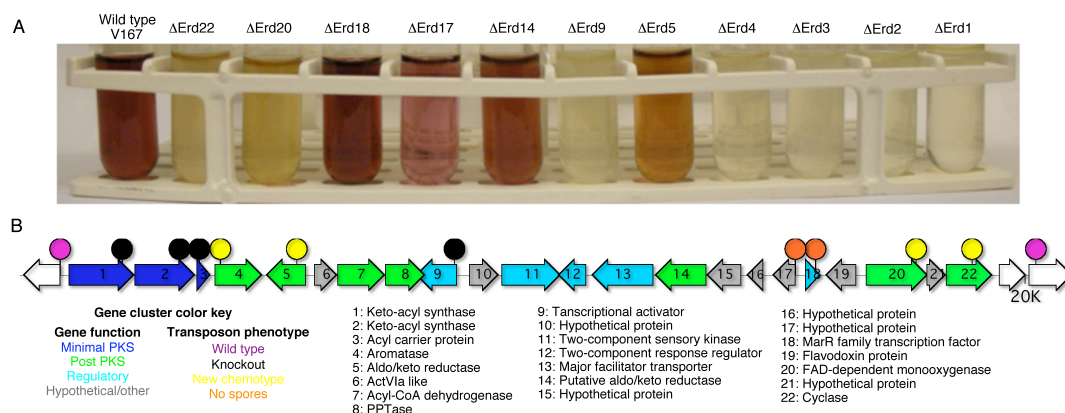 A
Wild type
V167
ΔErd22
ΔErd20
ΔErd18
ΔErd17
ΔErd14
ΔErd9
ΔErd5
ΔErd4
ΔErd3
ΔErd2
ΔErd1
B
1
2
3
4
5
6
7
8
9
10
11
12
13
14
15
16
17
18
19
20
21
22
20K
Gene cluster color key
Gene function
Minimal PKS
Post PKS
Regulatory
Hypothetical/other
Transposon phenotype
Wild type
Knockout
New chemotype
No spores
1: Keto-acyl synthase
2: Keto-acyl synthase
3: Acyl carrier protein
4: Aromatase
5: Aldo/keto reductase
6: ActVIa like
7: Acyl-CoA dehydrogenase
8: PPTase
9: Tanscriptional activator
10: Hypothetical protein
11: Two-component sensory kinase
12: Two-component response regulator
13: Major facilitator transporter
14: Putative aldo/keto reductase
15: Hypothetical protein
16: Hypothetical protein
17: Hypothetical protein
18: MarR family transcription factor
19: Flavodoxin protein
20: FAD-dependent monooxygenase
21: Hypothetical protein
22: Cyclase